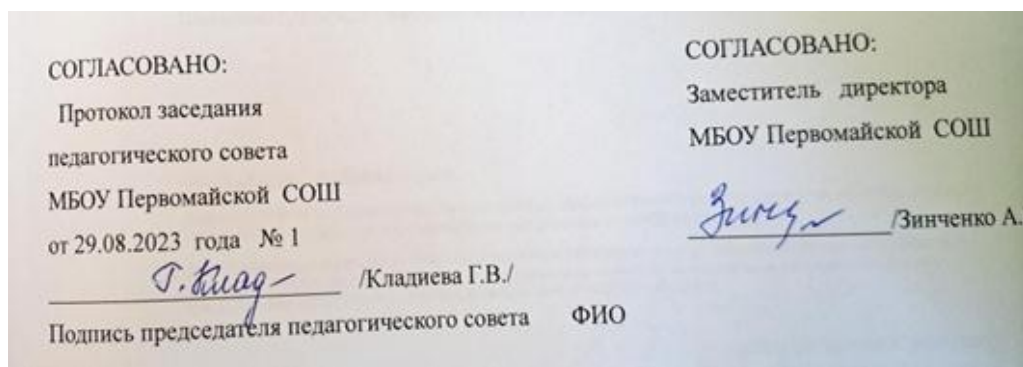 СОГЛАСОВАНО:
Протокол заседания
педагогического совета
МБОУ Первомайской СОШ
от 29.08.2023 года № 1
Г. Клад /Кладиева Г.В./
Подпись председателя педагогического совета ФИО
СОГЛАСОВАНО:
Заместитель директора
МБОУ Первомайской СОШ
/Зинченко А.